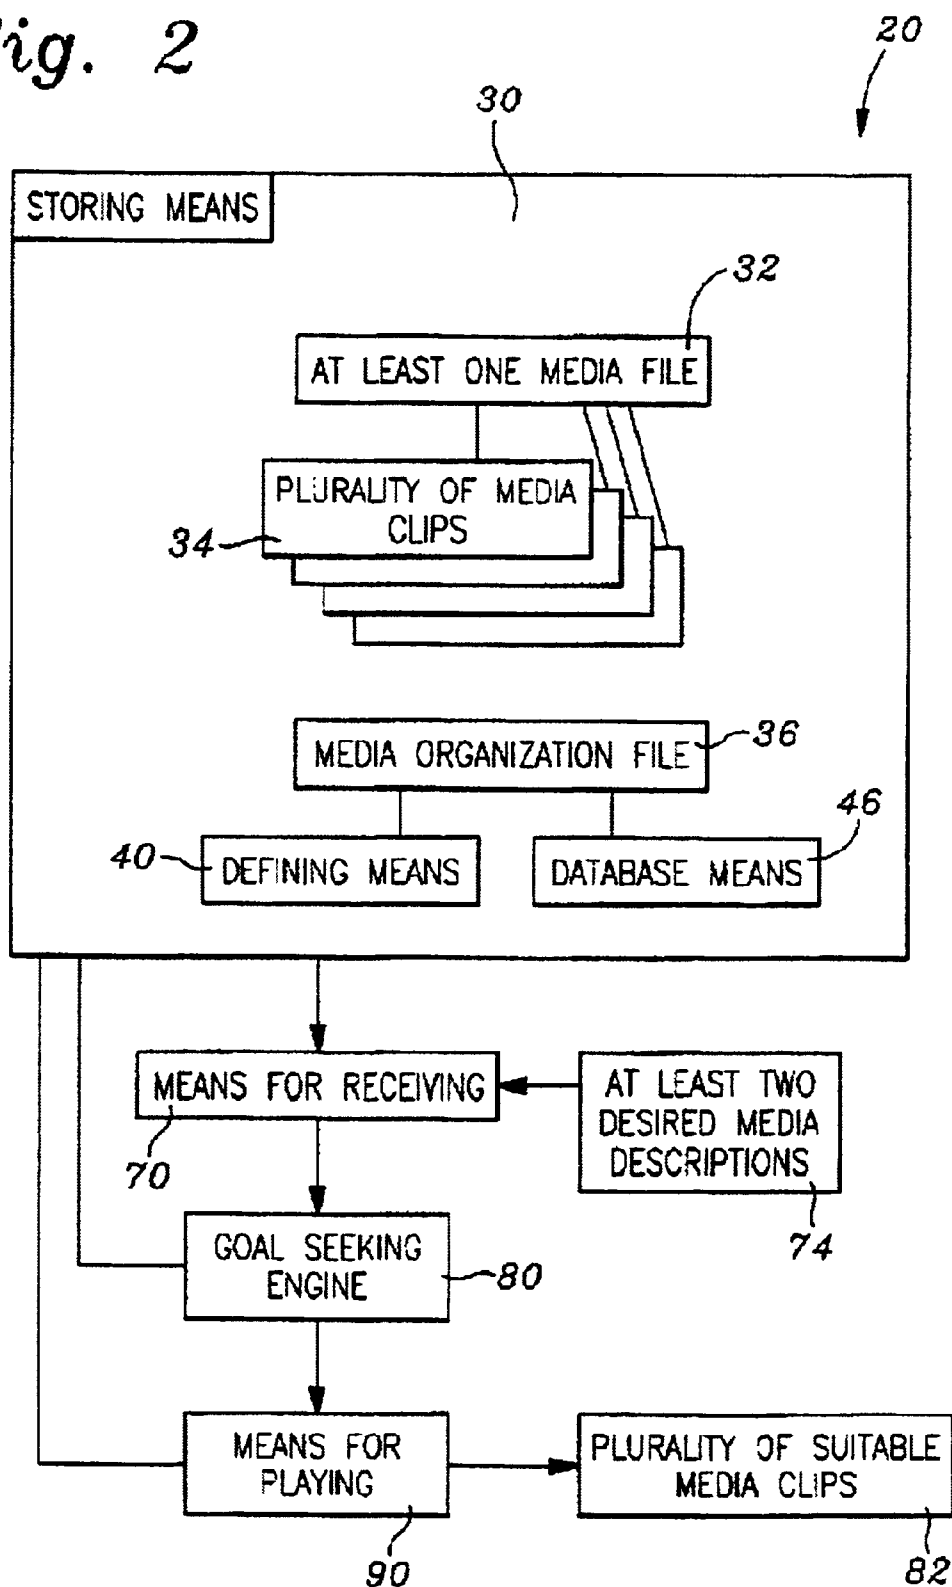 ig. 2
20
30
STORING MEANS
32
AT LEAST ONE MEDIA FILE
PLURALITY OF MEDIA
CLIPS
34
MEDIA ORGANIZATION FILE
36
46
40
DEFINING MEANS
DATABASE MEANS
MEANS FOR RECEIVING
AT LEAST TWO
DESIRED MEDIA
DESCRIPTIONS
70
74
GOAL SEEKING
ENGINE
80
MEANS FOR
PLAYING
PLURALITY OF SUITABLE
MEDIA CLIPS
90
82